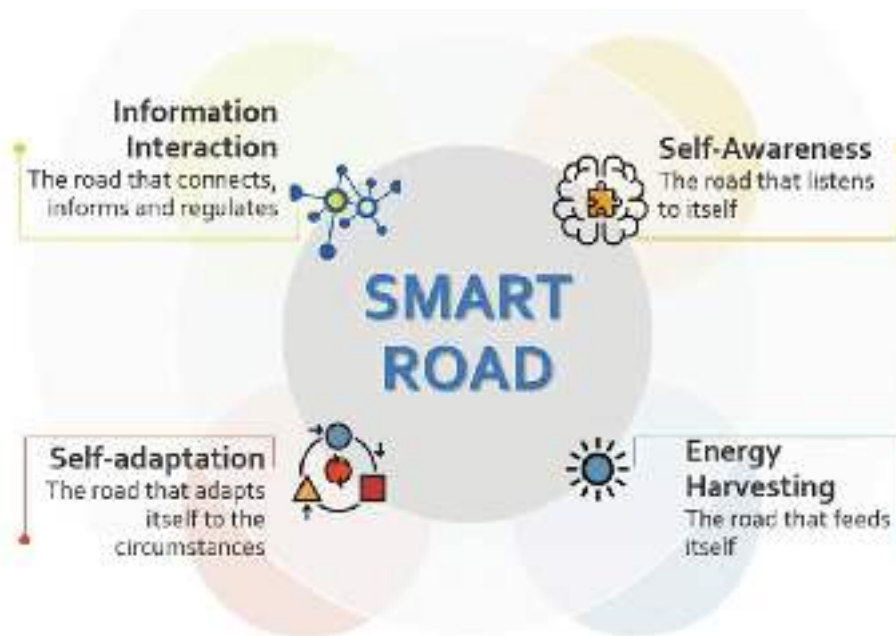 Information
Interaction
The road that connects,
informs and regulates
Self-Awareness
The road that listens
to itself
SMART
ROAD
Self-adaptation
The road that adapts
itself to the
circumstances
Energy
Harvesting
The road that feeds
itself